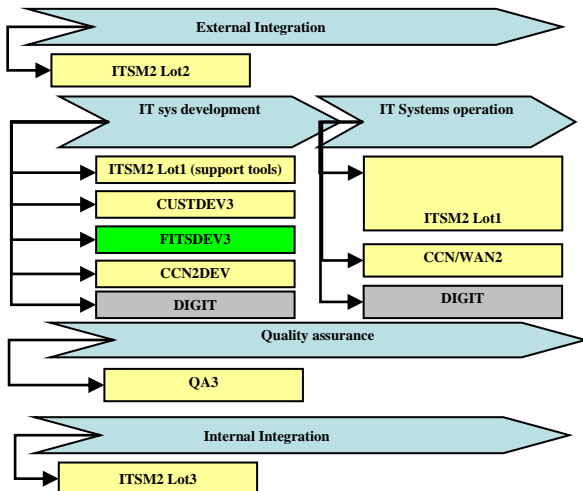 External Integration
ITSM2 Lot2
IT sys development
IT Systems operation
ITSM2 Lot1 (support tools)
CUSTDEV3
FITSDEV3
CCN2DEV
DIGIT
ITSM2 Lot1
CCN/WAN2
DIGIT
Quality assurance
QA3
Internal Integration
ITSM2 Lot3